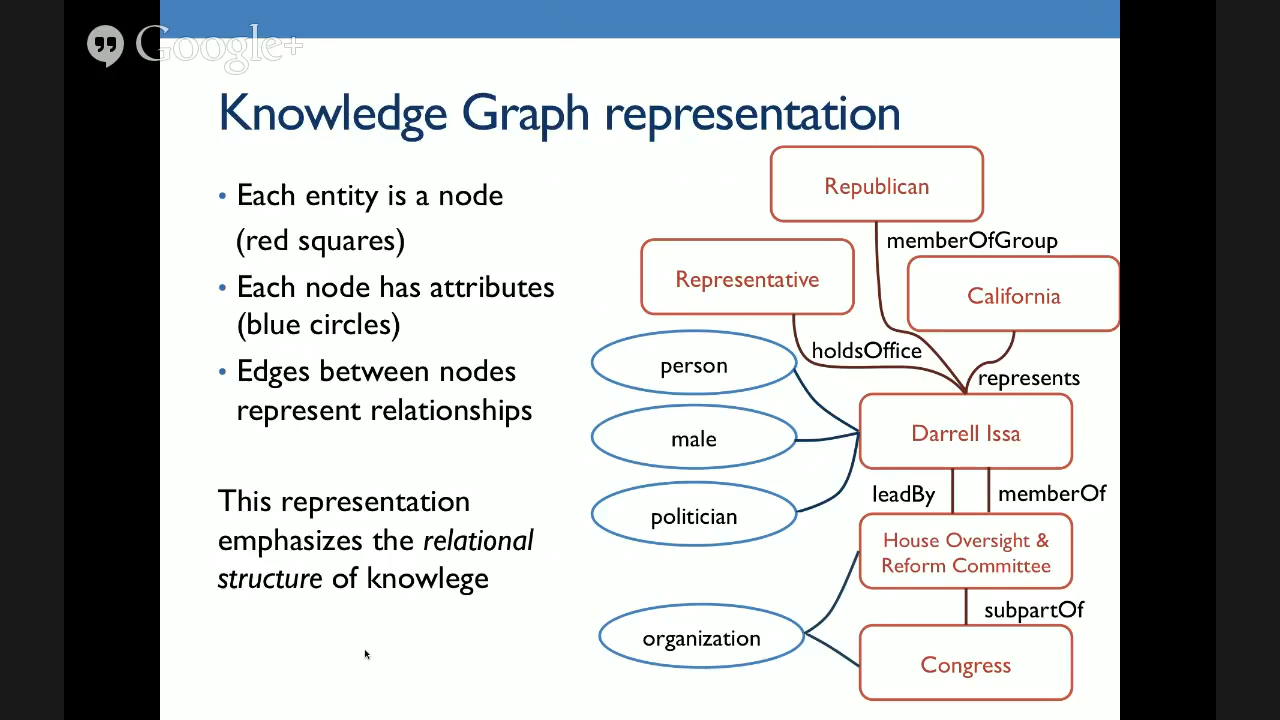 Google+
Knowledge Graph representation
• Each entity is a node
(red squares)
• Each node has attributes
(blue circles)
• Edges between nodes
represent relationships
This representation
emphasizes the relational
structure of knowlege
Republican
memberOfGroup
Representative
California
holdsOffice
person
represents
male
Darrell Issa
leadBy
memberOf
politician
House Oversight &
Reform Committee
subpartOf
organization
Congress